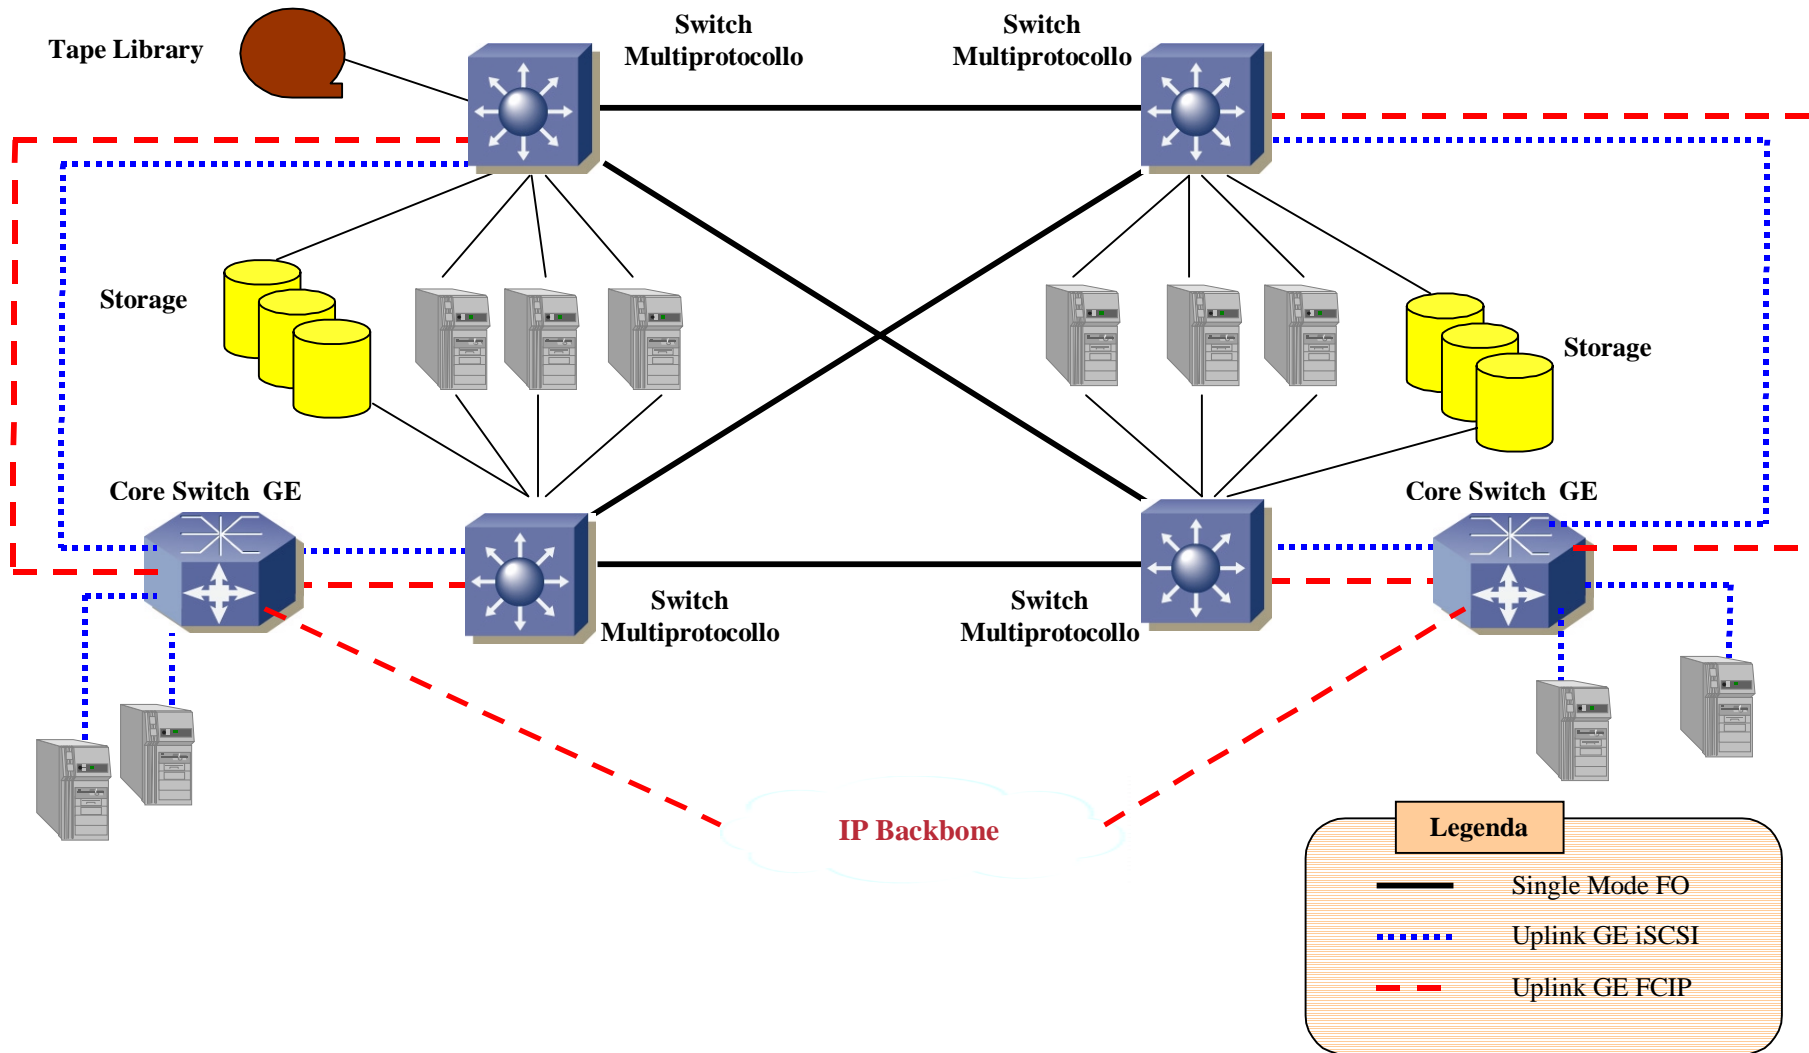 Tape Library
Switch
Multiprotocollo
Switch
Multiprotocollo
Storage
Storage
Core Switch GE
Core Switch GE
Switch
Multiprotocollo
Switch
Multiprotocollo
IP Backbone
Legenda
Single Mode FO
Uplink GE iSCSI
Uplink GE FCIP